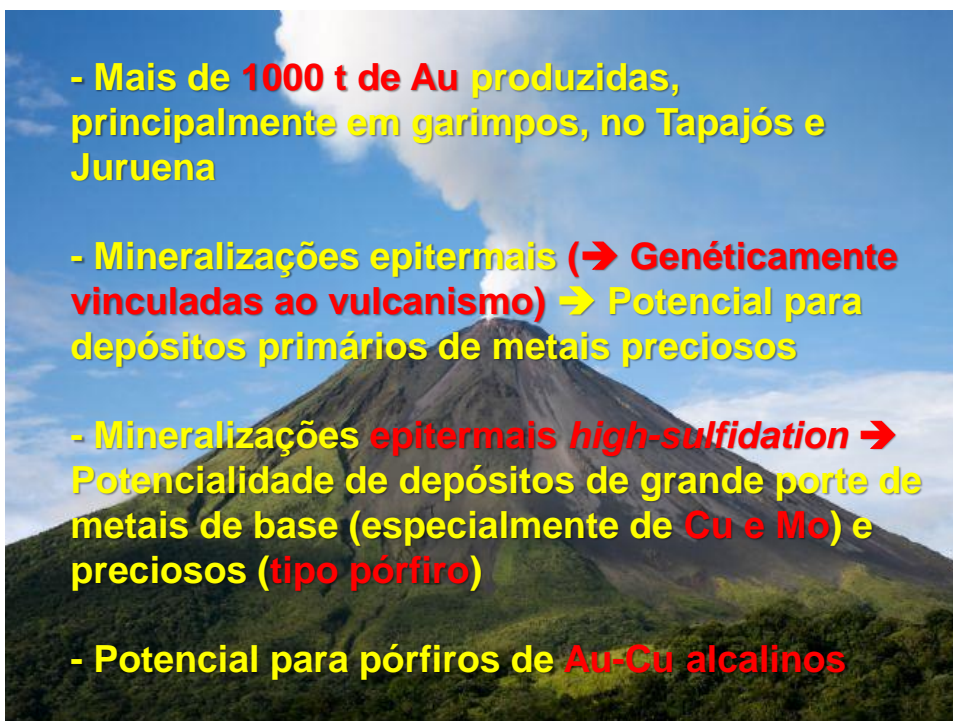 - Mais de 1000 t de Au produzidas,
principalmente em garimpos, no Tapajós e
Juruena
- Mineralizações epitermais (➔ Genéticamente
vinculadas ao vulcanismo) ➔ Potencial para
depósitos primários de metais preciosos
- Mineralizações epitermais high-sulfidation ➔
Potencialidade de depósitos de grande porte de
metais de base (especialmente de Cu e Mo) e
preciosos (tipo pórfiro)
- Potencial para pórfiros de Au-Cu alcalinos